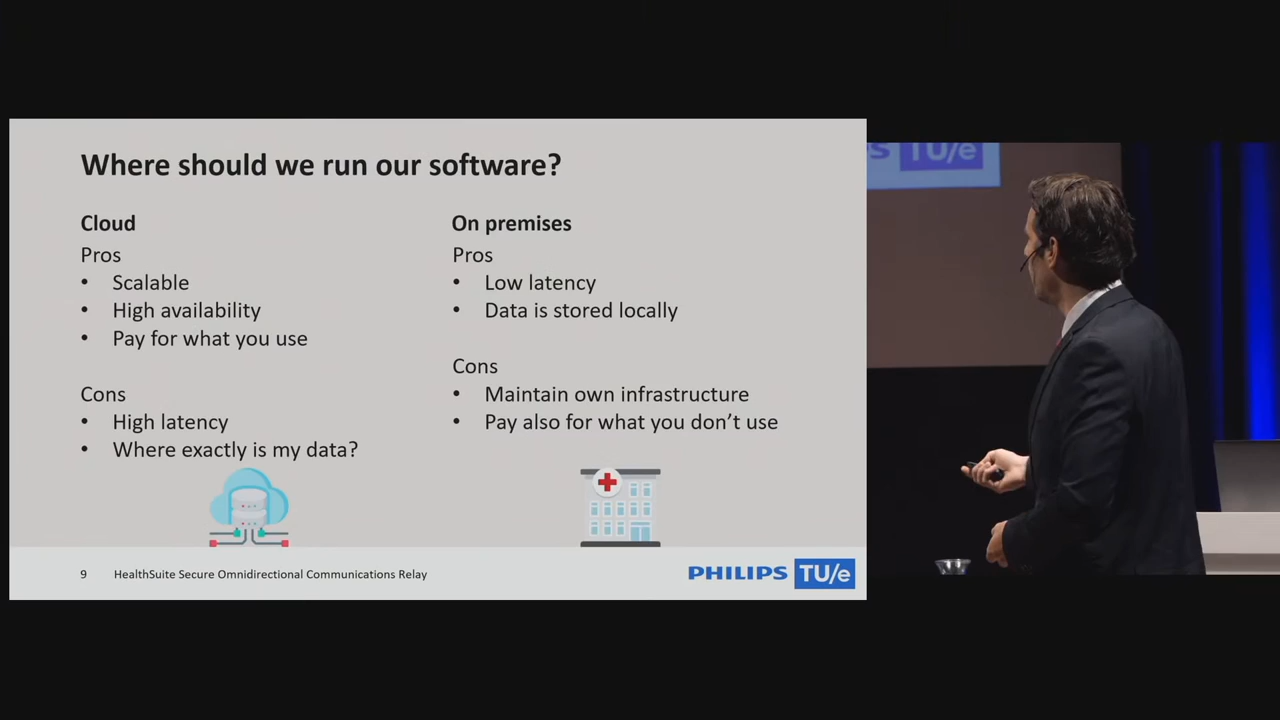 Where should we run our software?
Cloud
Pros
• Scalable
• High availability
• Pay for what you use
Cons
• High latency
• Where exactly is my data?
On premises
Pros
• Low latency
• Data is stored locally
Cons
• Maintain own infrastructure
• Pay also for what you don’t use
9 HealthSuite Secure Omnidirectional Communications Relay
PHILIPS TU/e
S TU/e